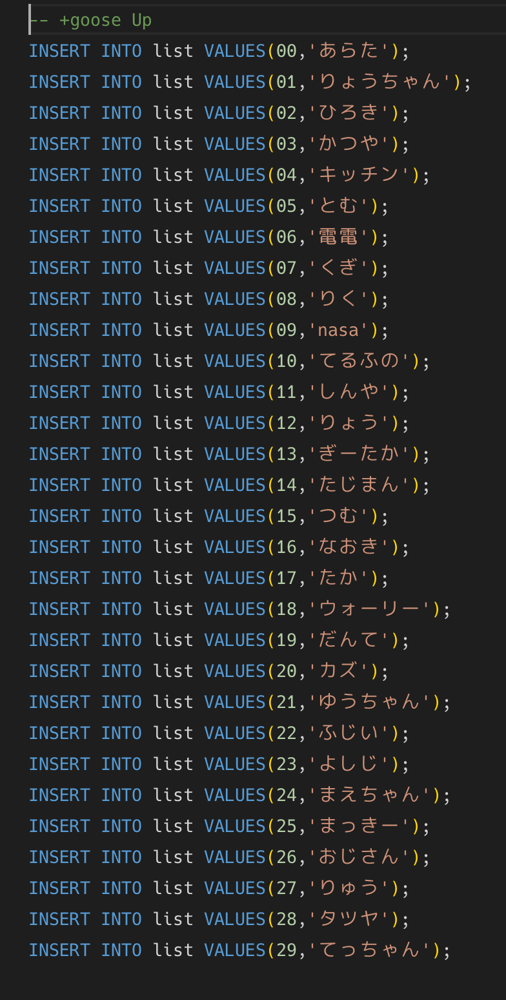 -- +goose Up
INSERT INTO list VALUES(00,'あらた');
INSERT INTO list VALUES(01,'りょうちゃん');
INSERT INTO list VALUES(02,'ひろき');
INSERT INTO list VALUES(03,'かつや');
INSERT INTO list VALUES(04,'キッチン');
INSERT INTO list VALUES(05,'とむ');
INSERT INTO list VALUES(06,'電電');
INSERT INTO list VALUES(07,'くぎ');
INSERT INTO list VALUES(08,'りく');
INSERT INTO list VALUES(09,'nasa');
INSERT INTO list VALUES(10,'てるふの');
INSERT INTO list VALUES(11,'しんや');
INSERT INTO list VALUES(12,'りょう');
INSERT INTO list VALUES(13,'ぎーたか');
INSERT INTO list VALUES(14,'たじまん');
INSERT INTO list VALUES(15,'つむ');
INSERT INTO list VALUES(16,'なおき');
INSERT INTO list VALUES(17,'たか');
INSERT INTO list VALUES(18,'ウォーリー');
INSERT INTO list VALUES(19,'だんて');
INSERT INTO list VALUES(20,'カズ');
INSERT INTO list VALUES(21,'ゆうちゃん');
INSERT INTO list VALUES(22,'ふじい');
INSERT INTO list VALUES(23,'よしじ');
INSERT INTO list VALUES(24,'まえちゃん');
INSERT INTO list VALUES(25,'まっきー');
INSERT INTO list VALUES(26,'おじさん');
INSERT INTO list VALUES(27,'りゅう');
INSERT INTO list VALUES(28,'タツヤ');
INSERT INTO list VALUES(29,'てっちゃん');